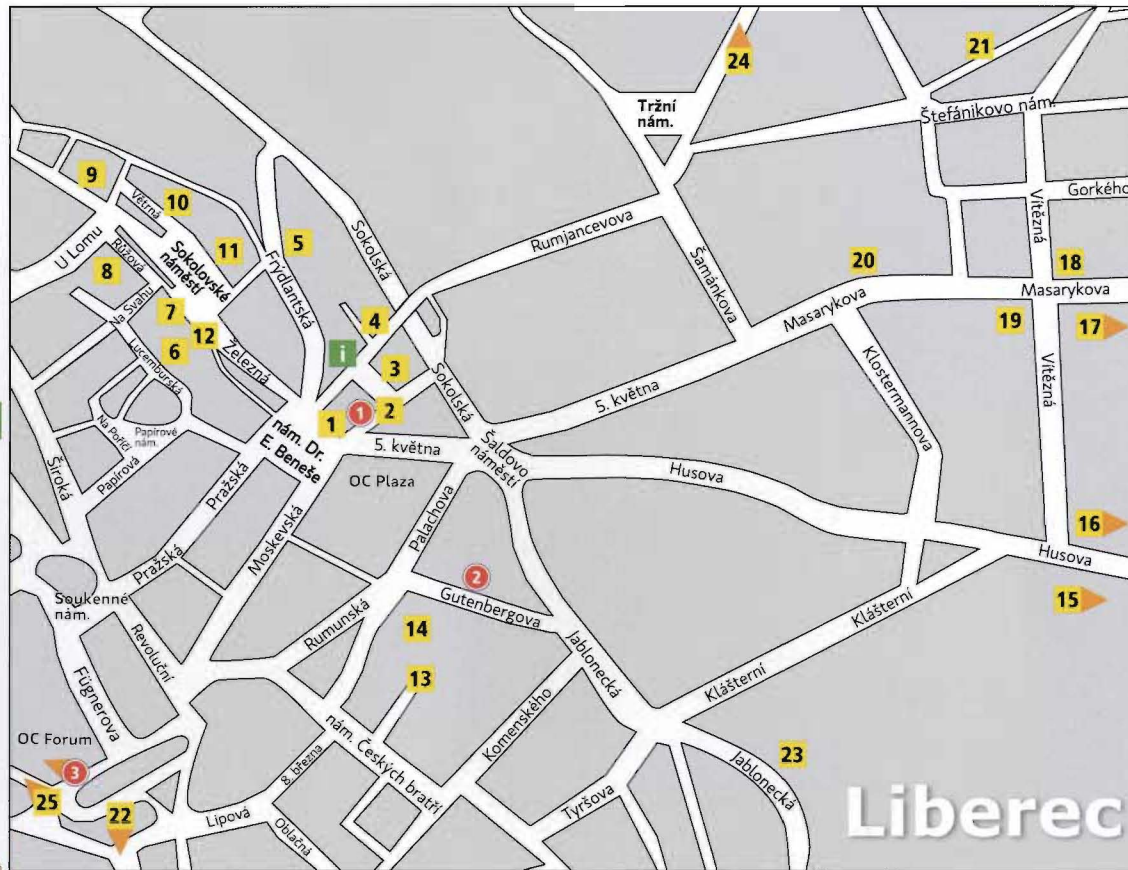 21
24
Tržní
nám.
Štefánikovo nám.
9
Větrná
10
Gorkého
Vítězná
Sokolská
Rumjancevova
U Lomu
Růžová
Sokolovské
náměstí
11
5
Frýdlantská
Šamánkova
20
18
8
Masarykova
Masarykova
Na Svahu
7
4
19
17
12
i
6
Lucemburská
Železná
3
Sokolská
Klostermannova
Vítězná
1
1
2
5. května
Na Poříčí
Papírové
nám.
nám. Dr.
E. Beneše
5. května
Šaldovo
náměstí
Široká
Papírová
Pražská
OC Plaza
Husova
Moskevská
Palachova
16
Pražská
Husova
2
Soukenné
nám.
Gutenbergova
15
Klášterní
Revoluční
Rumunská
14
Jablonecká
13
Klášterní
Fügnerova
Komenského
nám. Českých bratří
OC Forum
3
8. března
Jablonecká
23
25
22
Lipová
Oblačná
Tyršova
Liberec